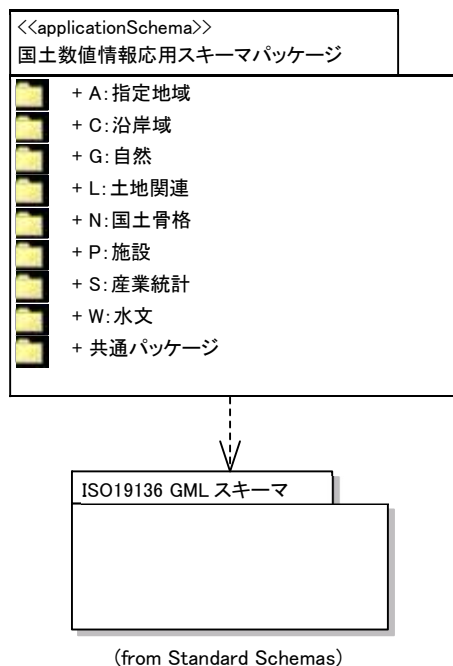 <<applicationSchema>>
国土数値情報応用スキーマパッケージ
+ A:指定地域
+ C:沿岸域
+ G:自然
+ L:土地関連
+ N:国土骨格
+ P:施設
+ S:産業統計
+ W:水文
+ 共通パッケージ
ISO19136 GML スキーマ
(from Standard Schemas)